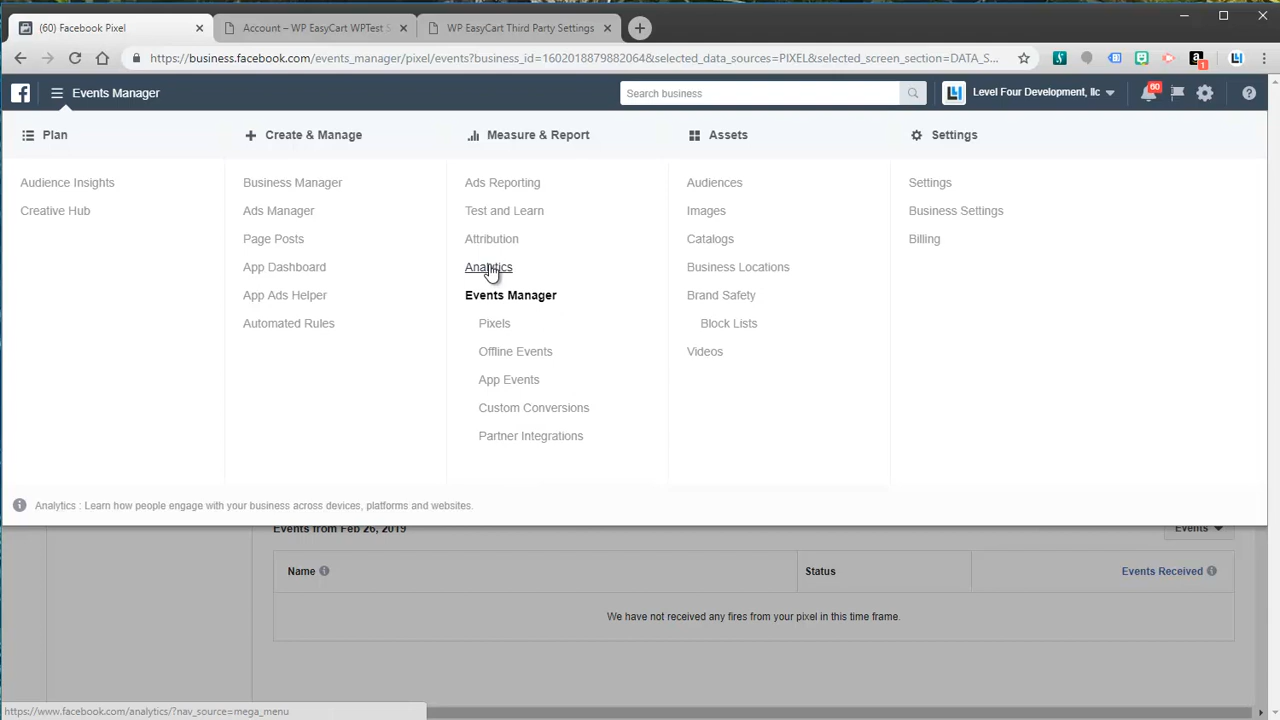 (60) Facebook Pixel
Account – WP EasyCart WPTest S
WP EasyCart Third Party Settings
https://business.facebook.com/events_manager/pixel/events?business_id=1602018879882064&selected_data_sources=PIXEL&selected_screen_section=DATA_S...
Events Manager
Search business
Level Four Development, llc
60
Plan
Create & Manage
Measure & Report
Assets
Settings
Audience Insights
Creative Hub
Business Manager
Ads Manager
Page Posts
App Dashboard
App Ads Helper
Automated Rules
Ads Reporting
Test and Learn
Attribution
Analytics
Events Manager
Pixels
Offline Events
App Events
Custom Conversions
Partner Integrations
Audiences
Images
Catalogs
Business Locations
Brand Safety
Block Lists
Videos
Settings
Business Settings
Billing
Analytics : Learn how people engage with your business across devices, platforms and websites.
Events from Feb 26, 2019
Events
Name
Status
Events Received
We have not received any fires from your pixel in this time frame.
https://www.facebook.com/analytics/?nav_source=mega_menu